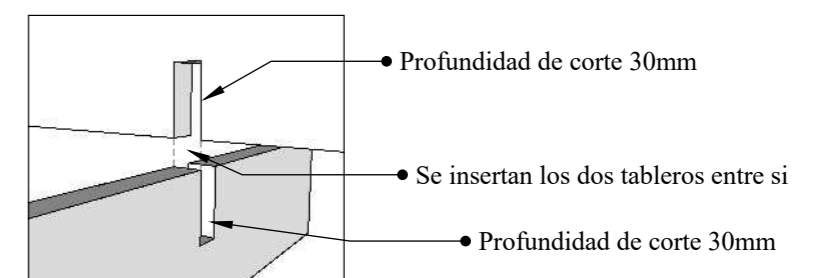 Profundidad de corte 30mm
Se insertan los dos tableros entre si
Profundidad de corte 30mm